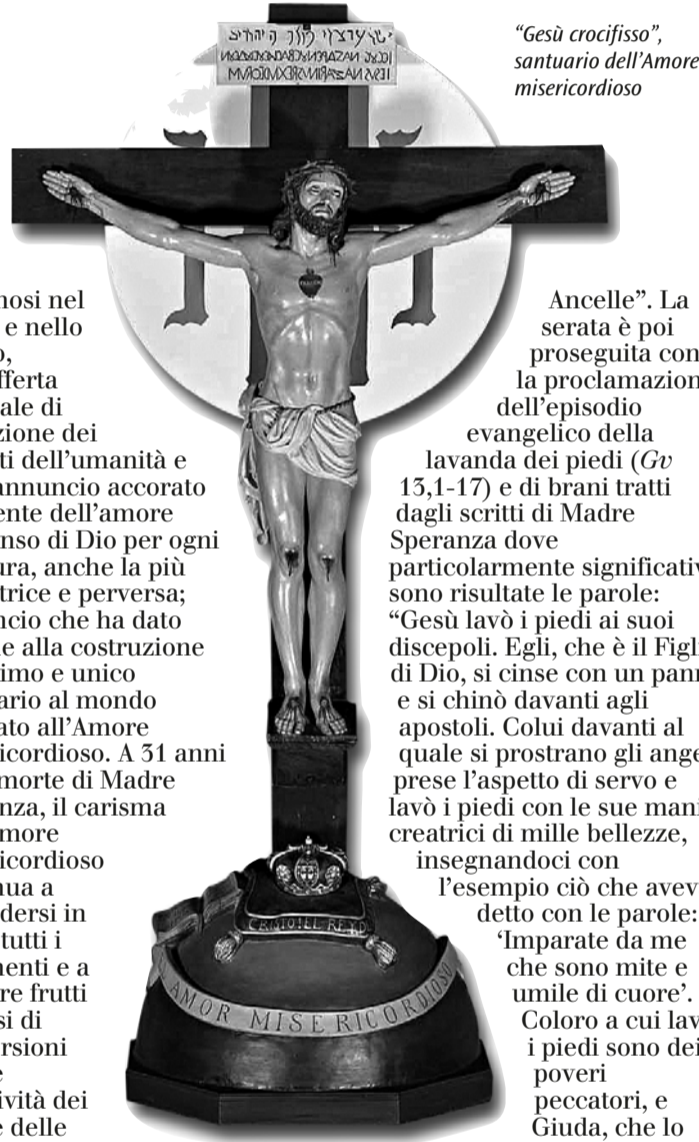 “Gesù crocifisso”,
santuario dell’Amore
misericordioso
nosi nel
e nello
o,
fferta
ale di
zione dei
ti dell’umanità e
annuncio accorato
ente dell’amore
nso di Dio per ogni
ura, anche la più
trice e perversa;
ncio che ha dato
e alla costruzione
imo e unico
ario al mondo
ato all’Amore
icordioso. A 31 anni
morte di Madre
nza, il carisma
more
icordioso
nua a
dersi in
tutti i
nenti e a
re frutti
si di
rsioni
e
ività dei
e delle
Ancelle”. La
serata è poi
proseguita con
la proclamazion
dell’episodio
evangelico della
lavanda dei piedi (Gv
13,1-17) e di brani tratti
dagli scritti di Madre
Speranza dove
particolarmente significativ
sono risultate le parole:
“Gesù lavò i piedi ai suoi
discepoli. Egli, che è il Figli
di Dio, si cinse con un pann
e si chinò davanti agli
apostoli. Colui davanti al
quale si prostrano gli ange
prese l’aspetto di servo e
lavò i piedi con le sue mani
creatrici di mille bellezze,
insegnandoci con
l’esempio ciò che avev
detto con le parole:
‘Imparate da me
che sono mite e
umile di cuore’.
Coloro a cui lav
i piedi sono dei
poveri
peccatori, e
Giuda, che lo
EL REY
AMOR MISERICORDIOSO